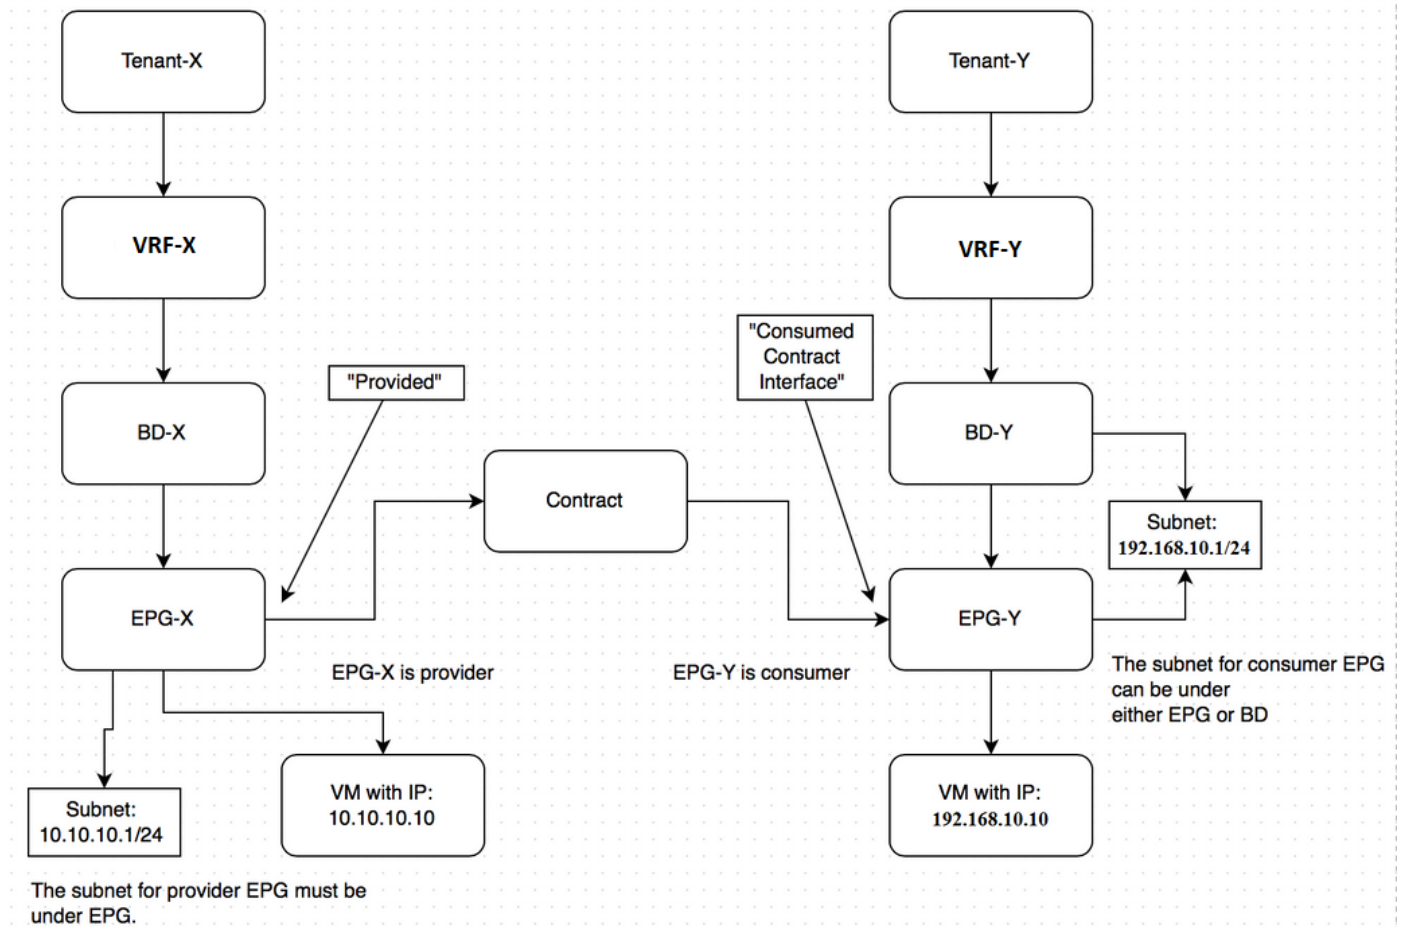 Tenant-X
Tenant-Y
VRF-X
VRF-Y
"Consumed
Contract
Interface"
"Provided"
BD-X
BD-Y
Contract
Subnet:
192.168.10.1/24
EPG-X
EPG-Y
EPG-X is provider
EPG-Y is consumer
The subnet for consumer EPG
can be under
either EPG or BD
Subnet:
10.10.10.1/24
VM with IP:
10.10.10.10
VM with IP:
192.168.10.10
The subnet for provider EPG must be
under EPG.